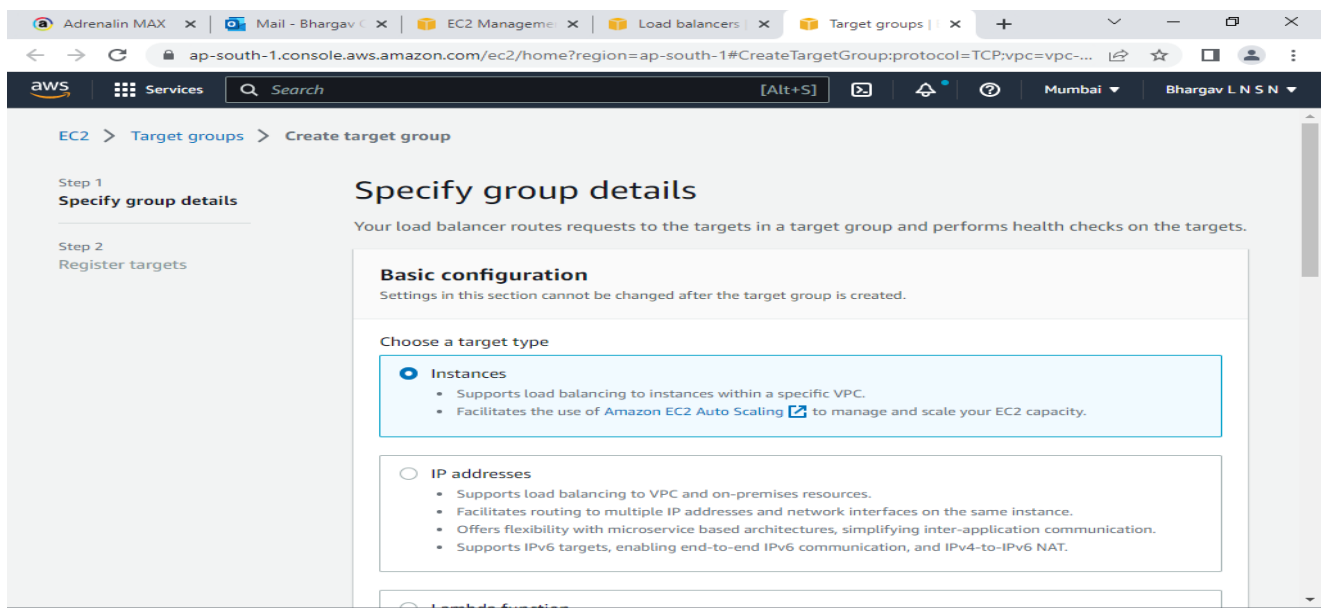 Adrenalin MAX
Mail - Bhargav
EC2 Manageme
Load balancers
Target groups
ap-south-1.console.aws.amazon.com/ec2/home?region=ap-south-1#CreateTargetGroup:protocol=TCP;vpc=vpc-...
aws Services Search [Alt+S] Mumbai Bhargav L N S N
EC2 > Target groups > Create target group
Step 1
Specify group details
Step 2
Register targets
Specify group details
Your load balancer routes requests to the targets in a target group and performs health checks on the targets.
Basic configuration
Settings in this section cannot be changed after the target group is created.
Choose a target type
Instances
• Supports load balancing to instances within a specific VPC.
• Facilitates the use of Amazon EC2 Auto Scaling to manage and scale your EC2 capacity.
IP addresses
• Supports load balancing to VPC and on-premises resources.
• Facilitates routing to multiple IP addresses and network interfaces on the same instance.
• Offers flexibility with microservice based architectures, simplifying inter-application communication.
• Supports IPv6 targets, enabling end-to-end IPv6 communication, and IPv4-to-IPv6 NAT.
Lambda function